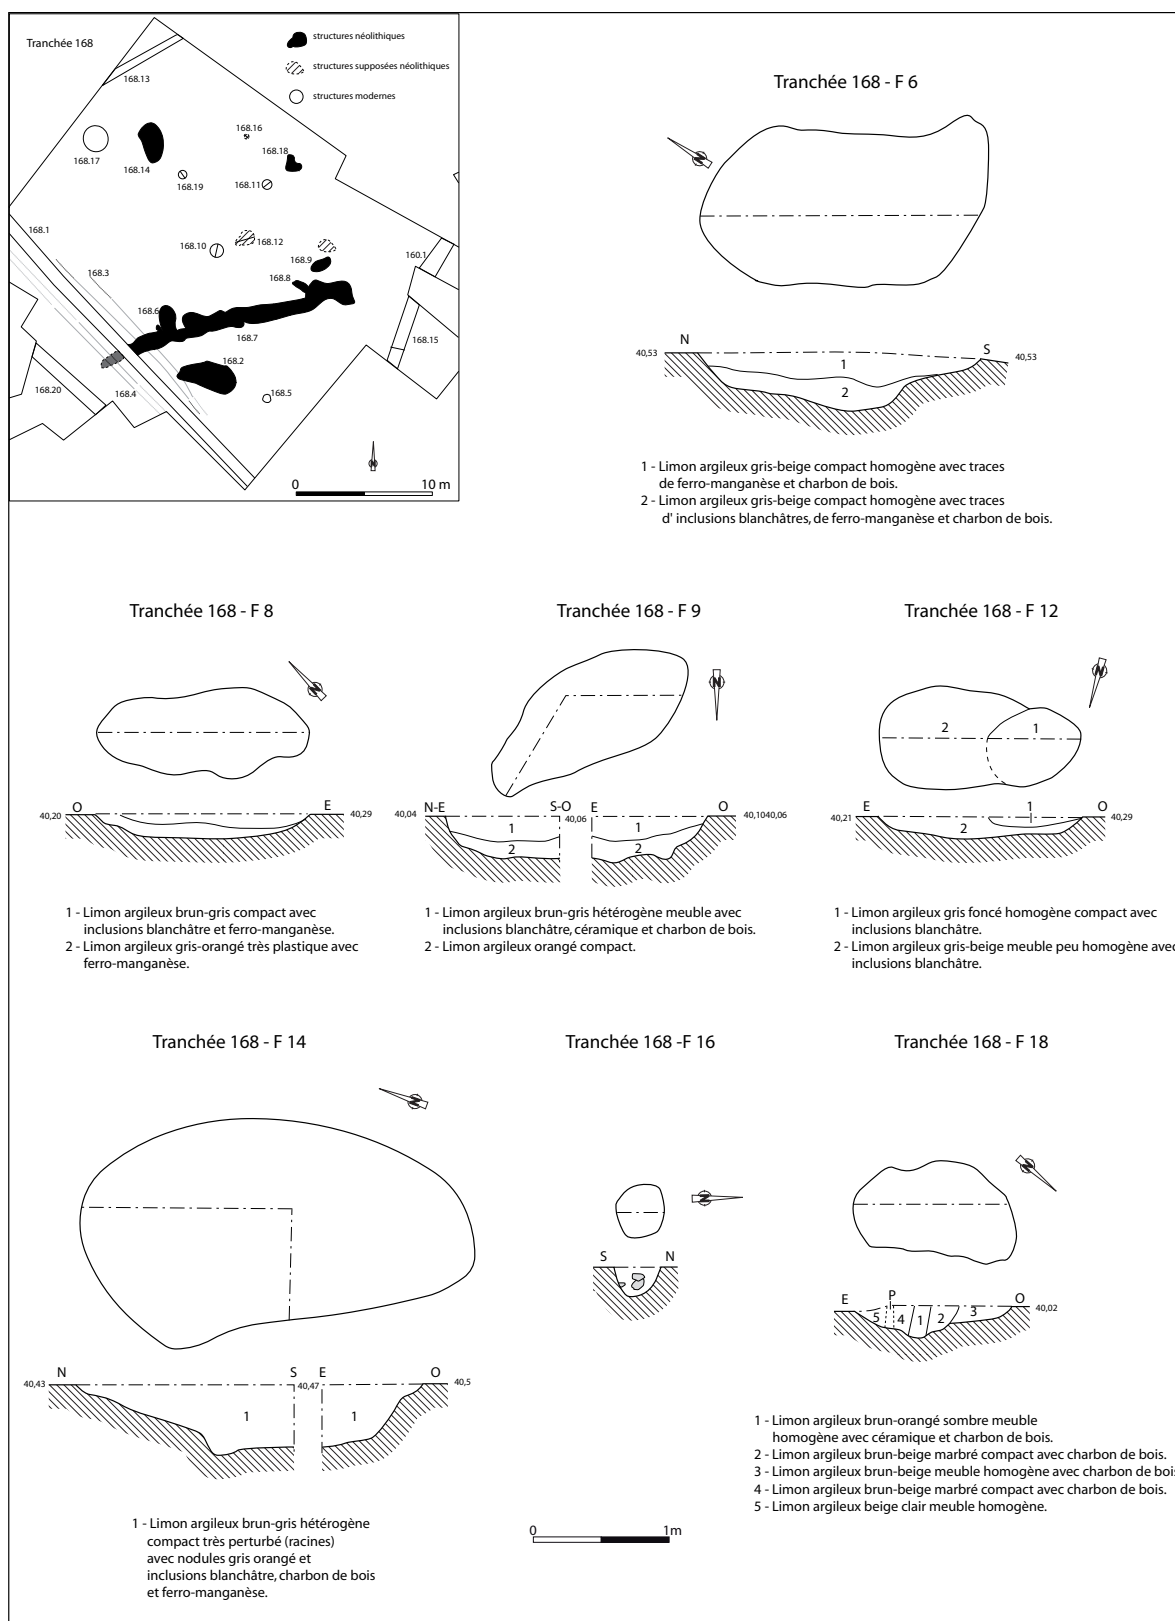 Tranchée 168
structures néolithiques
structures supposées néolithiques
structures modernes
168.13
168.17
168.14
168.16
168.18
168.19
168.11
168.1
168.10
168.12
168.3
168.9
160.1
168.8
168.6
168.7
168.15
168.2
168.20
168.4
168.5
N
0 10 m
Tranchée 168 - F 6
N
N S
40,53 40,53
1
2
1 - Limon argileux gris-beige compact homogène avec traces
de ferro-manganèse et charbon de bois.
2 - Limon argileux gris-beige compact homogène avec traces
d' inclusions blanchâtres, de ferro-manganèse et charbon de bois.
Tranchée 168 - F 8
N
O E
40,20 40,29
1 - Limon argileux brun-gris compact avec
inclusions blanchâtre et ferro-manganèse.
2 - Limon argileux gris-orangé très plastique avec
ferro-manganèse.
Tranchée 168 - F 9
N
N-E S-O E O
40,04 40,06 40,1040,06
1 1
2 2
1 - Limon argileux brun-gris hétérogène meuble avec
inclusions blanchâtre, céramique et charbon de bois.
2 - Limon argileux orangé compact.
Tranchée 168 - F 12
N
2 1
E 1 O
40,21 40,29
2
1 - Limon argileux gris foncé homogène compact avec
inclusions blanchâtre.
2 - Limon argileux gris-beige meuble peu homogène avec
inclusions blanchâtre.
Tranchée 168 - F 14
N
N S E O
40,43 40,47 40,5
1 1
1 - Limon argileux brun-gris hétérogène
compact très perturbé (racines)
avec nodules gris orangé et
inclusions blanchâtre, charbon de bois
et ferro-manganèse.
Tranchée 168 -F 16
N
S N
0 1m
Tranchée 168 - F 18
N
E P O
40,02
5 4 1 2 3
1 - Limon argileux brun-orangé sombre meuble
homogène avec céramique et charbon de bois.
2 - Limon argileux brun-beige marbré compact avec charbon de bois.
3 - Limon argileux brun-beige meuble homogène avec charbon de bois
4 - Limon argileux brun-beige marbré compact avec charbon de bois.
5 - Limon argileux beige clair meuble homogène.